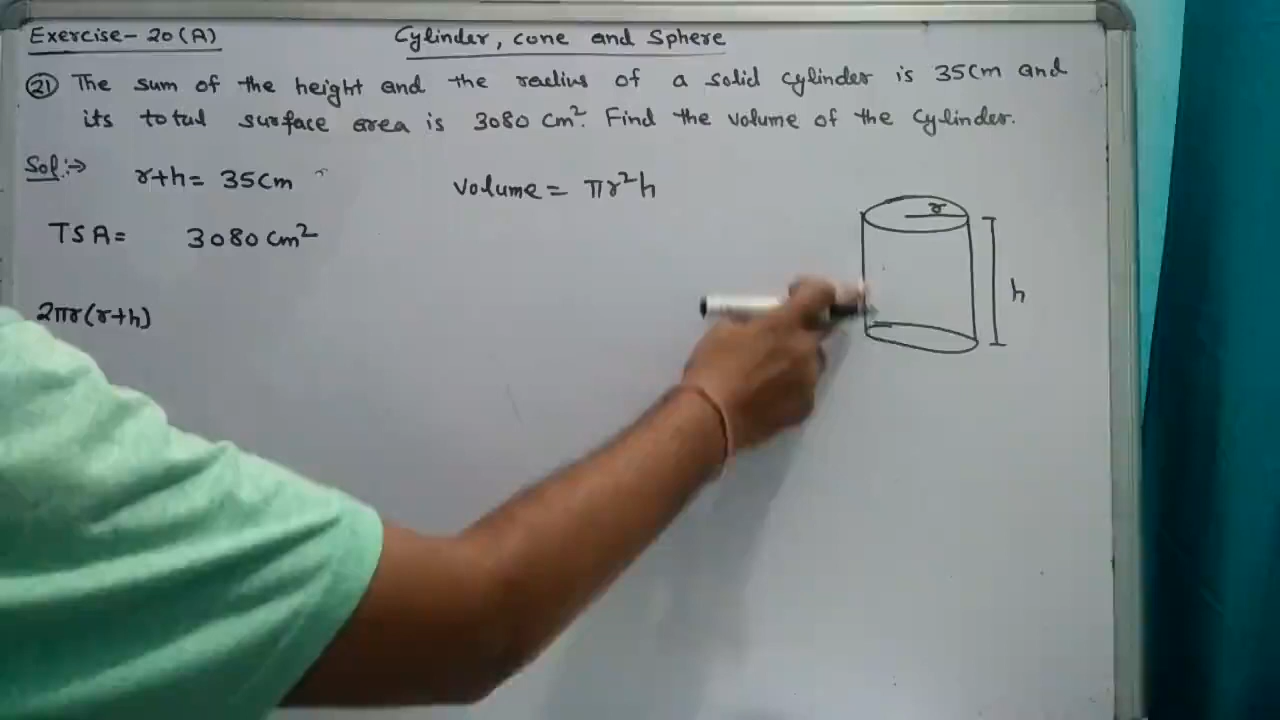 Exercise- 20(A)
Cylinder, cone and Sphere
21 The sum of the height and the radius of a solid cylinder is 35cm and
its total surface area is 3080 cm². Find the volume of the cylinder.
Sol:→
r+h= 35cm
volume= πr²h
TSA= 3080cm²
2πr(r+h)
r
h